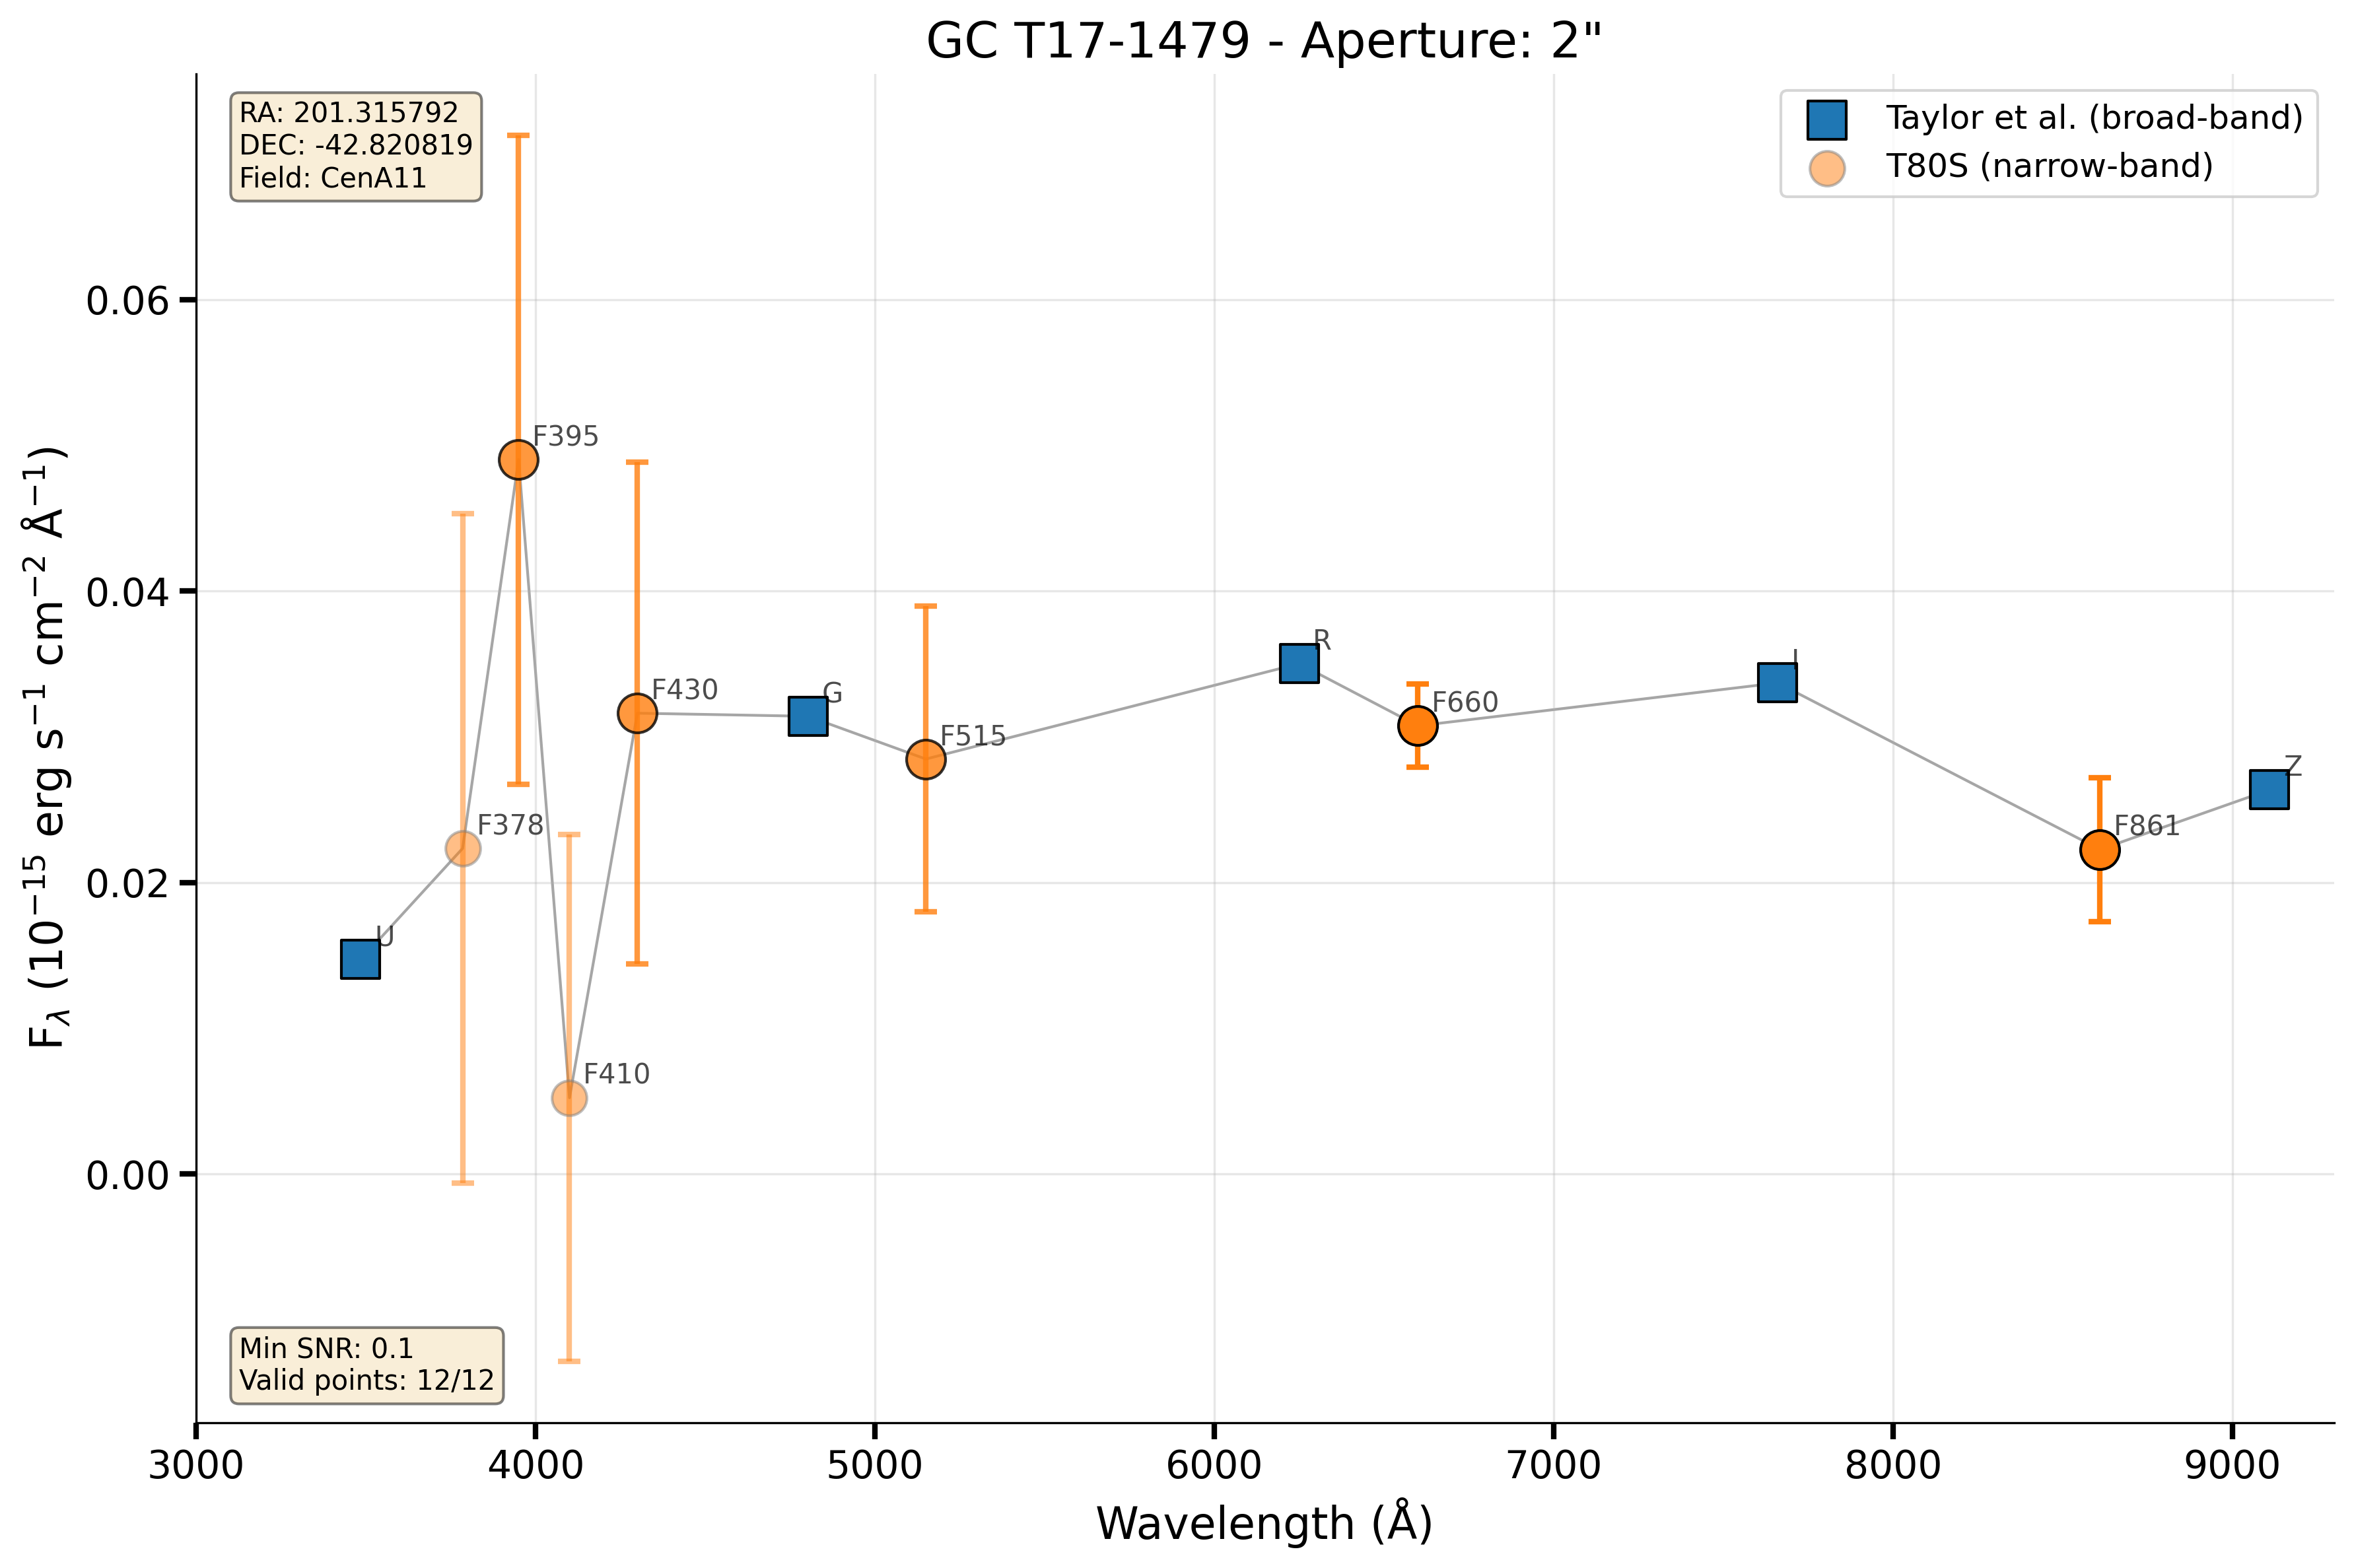 GC T17-1479 - Aperture: 2"
RA: 201.315792
DEC: -42.820819
Field: CenA11
Taylor et al. (broad-band)
T80S (narrow-band)
F_λ (10⁻¹⁵ erg s⁻¹ cm⁻² Å⁻¹)
0.06
0.04
0.02
0.00
U
F378
F395
F410
F430
G
F515
R
F660
I
F861
Z
Min SNR: 0.1
Valid points: 12/12
3000 4000 5000 6000 7000 8000 9000
Wavelength (Å)